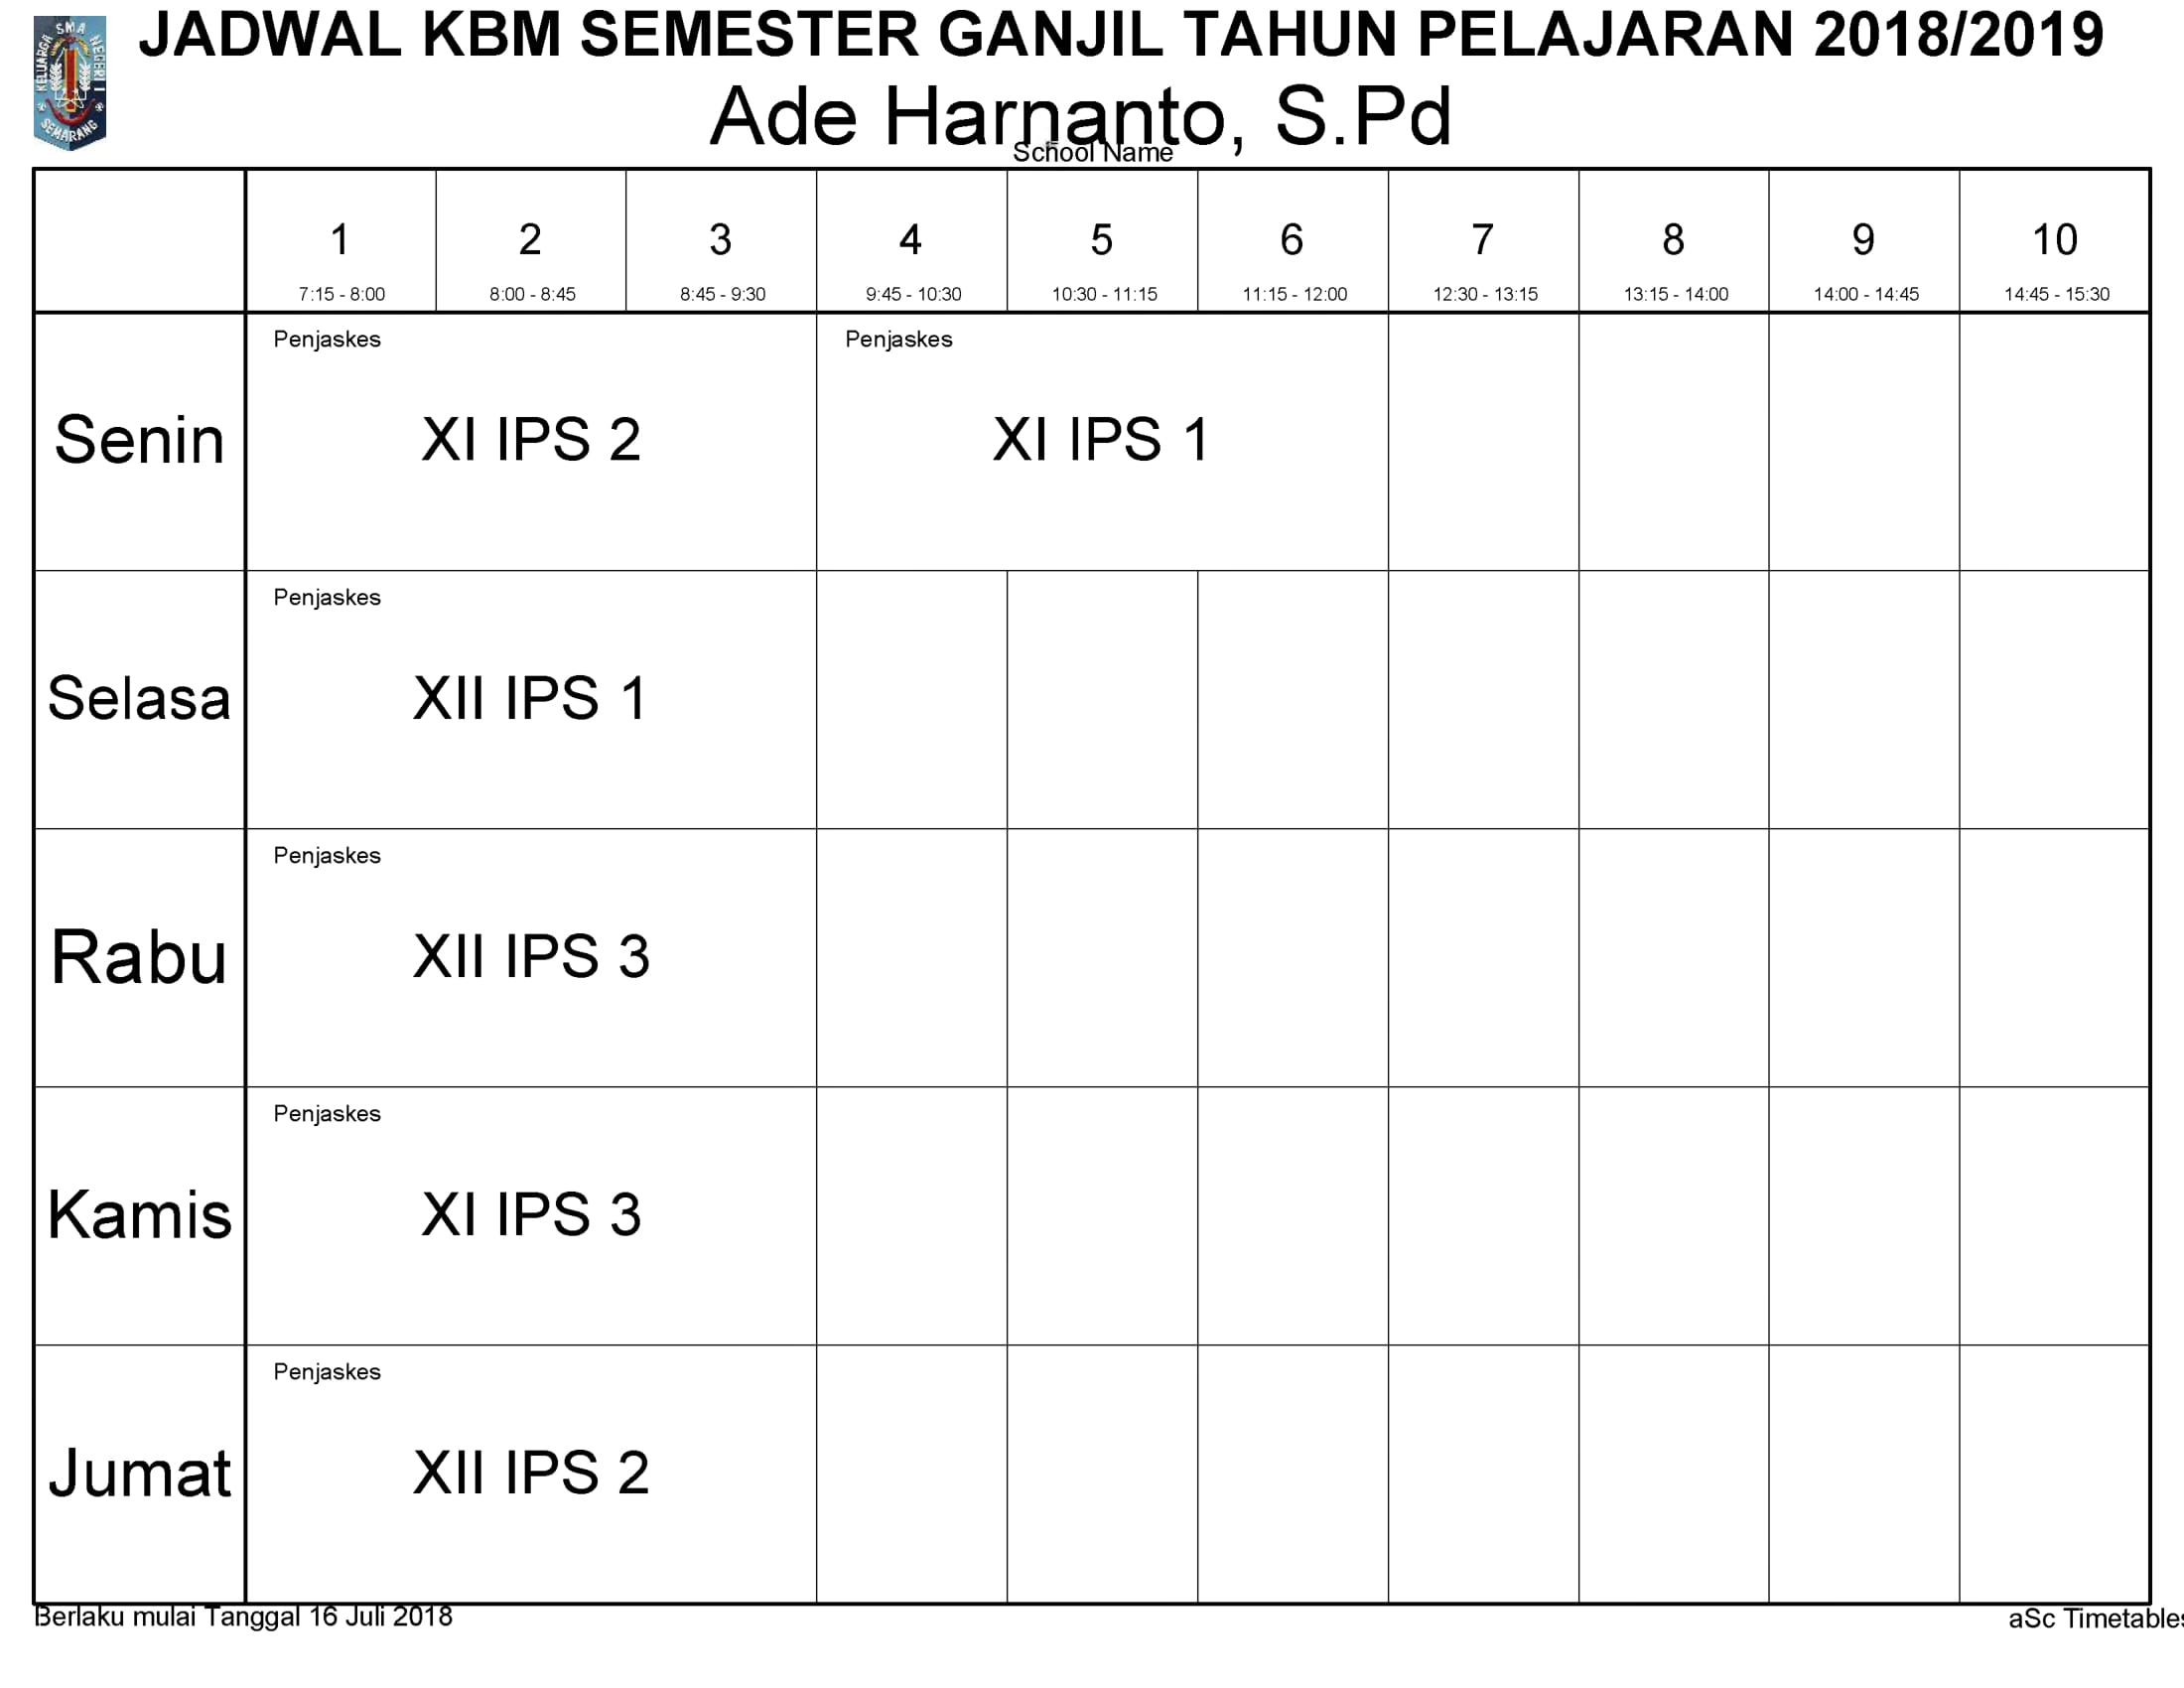 KELUARGA SMA NEGERI 1
SEMARANG
JADWAL KBM SEMESTER GANJIL TAHUN PELAJARAN 2018/2019
Ade Harnanto, S.Pd
School Name
1 2 3 4 5 6 7 8 9 10
7:15 - 8:00 8:00 - 8:45 8:45 - 9:30 9:45 - 10:30 10:30 - 11:15 11:15 - 12:00 12:30 - 13:15 13:15 - 14:00 14:00 - 14:45 14:45 - 15:30
Penjaskes Penjaskes
Senin XI IPS 2 XI IPS 1
Penjaskes
Selasa XII IPS 1
Penjaskes
Rabu XII IPS 3
Penjaskes
Kamis XI IPS 3
Penjaskes
Jumat XII IPS 2
Berlaku mulai Tanggal 16 Juli 2018 aSc Timetables